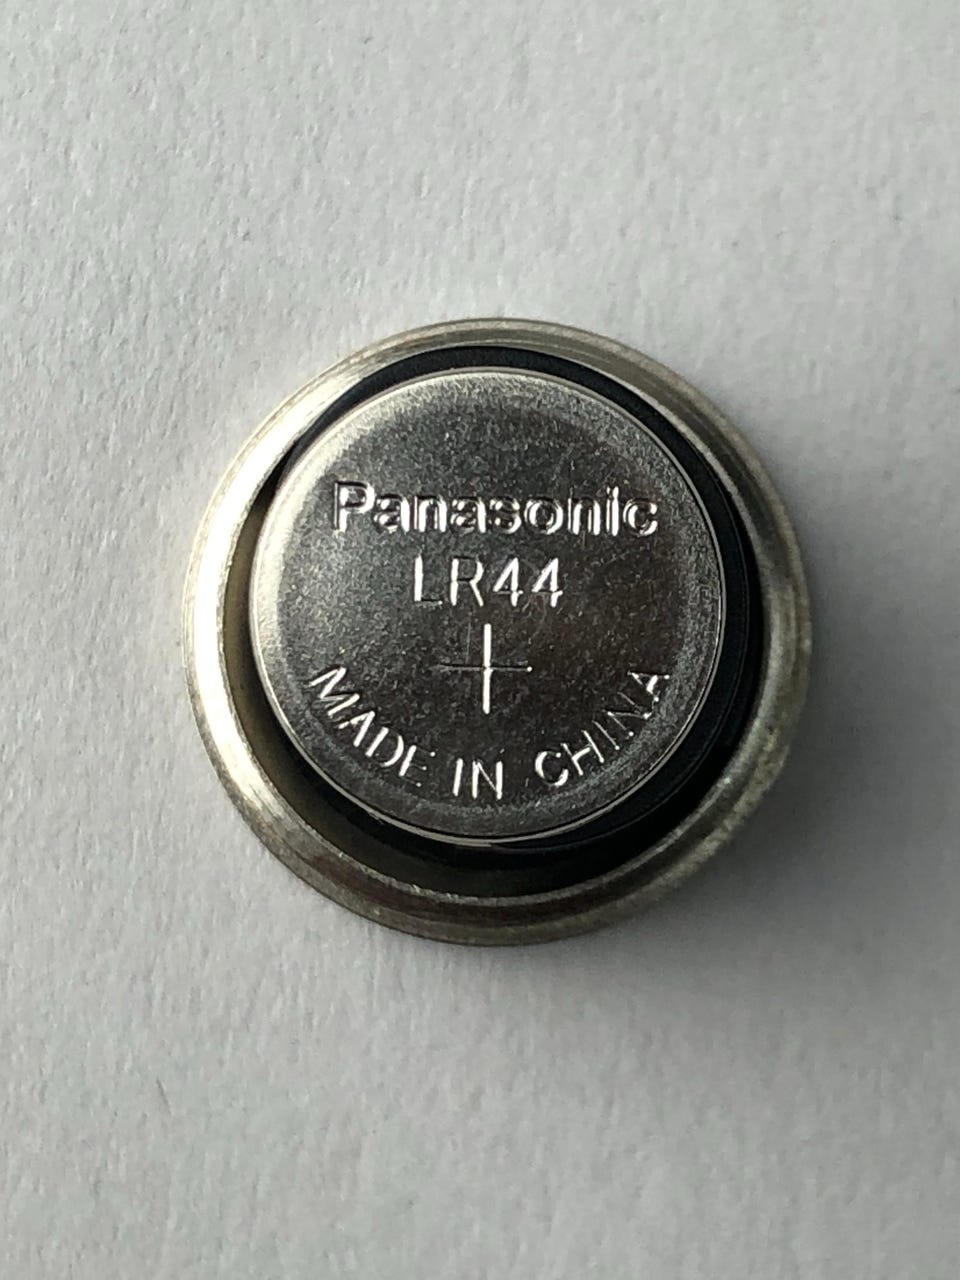 Panasonic
LR44
+
MADE IN CHINA